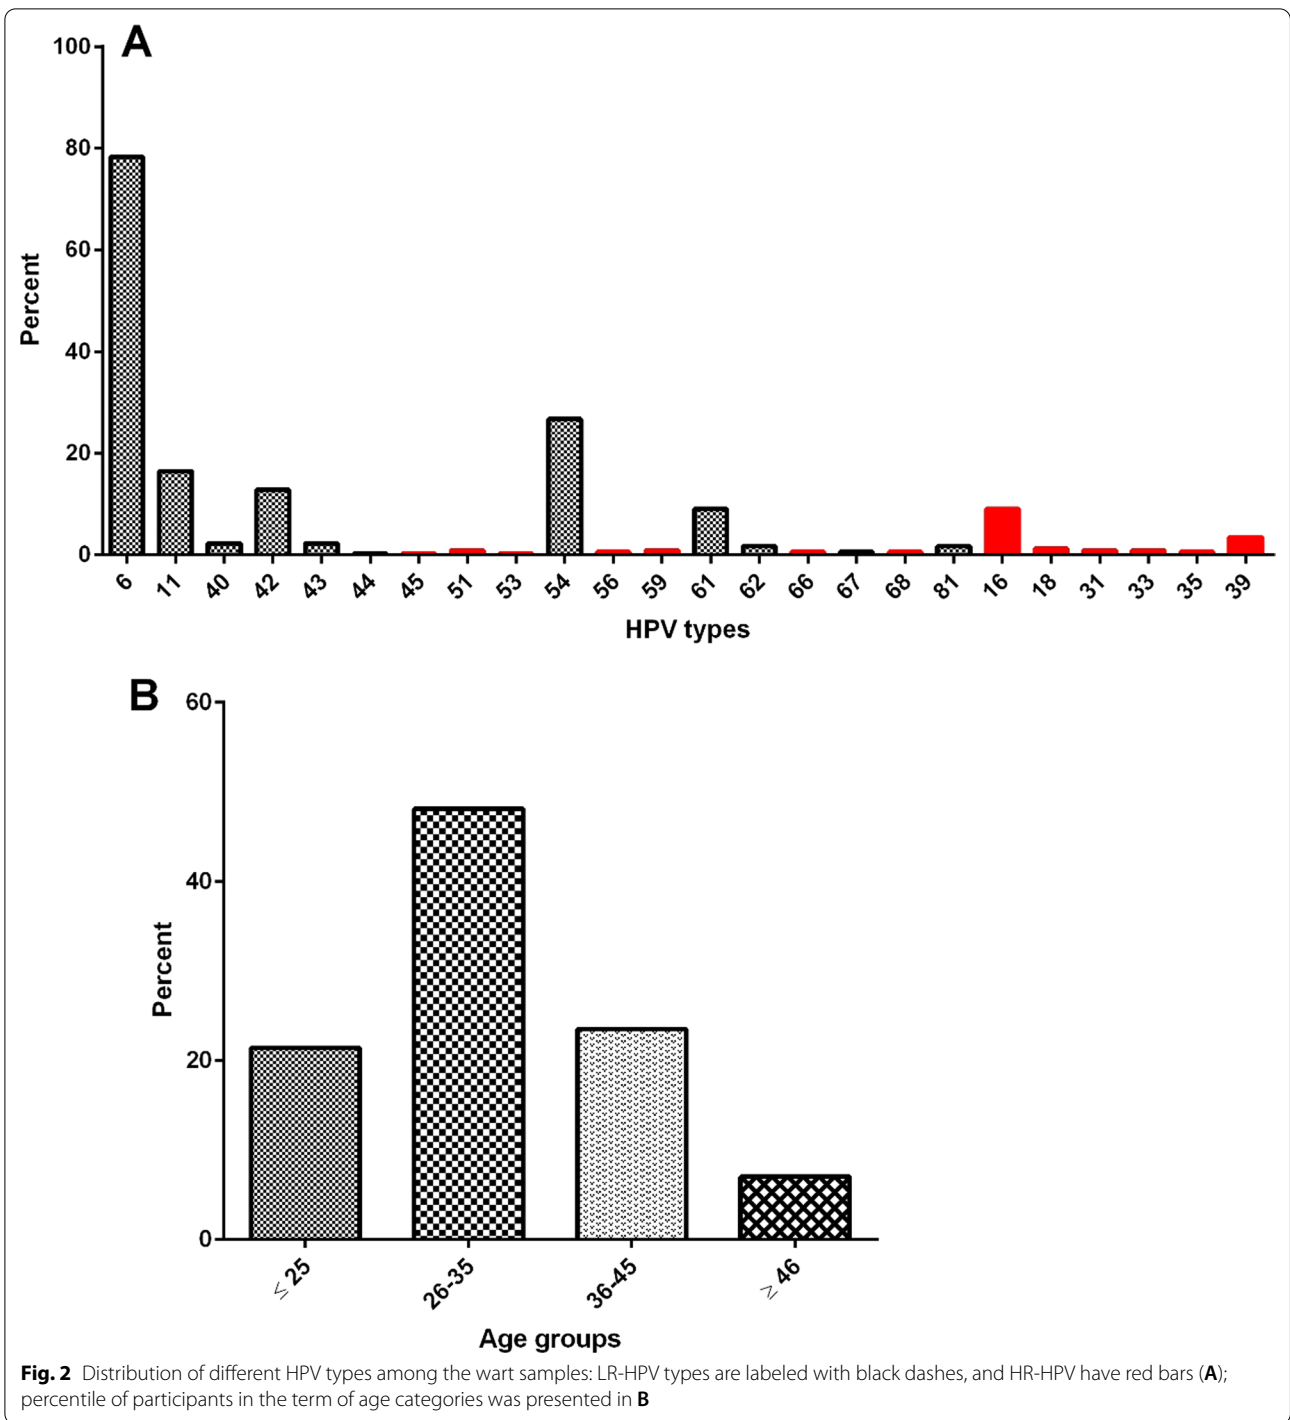 A
100
80
60
40
20
0
Percent
6 11 40 42 43 44 45 51 53 54 56 59 61 62 66 67 68 81 16 18 31 33 35 39
HPV types
B
60
40
20
0
Percent
≤ 25 26-35 36-45 ≥ 46
Age groups
Fig. 2 Distribution of different HPV types among the wart samples: LR-HPV types are labeled with black dashes, and HR-HPV have red bars (A);
percentile of participants in the term of age categories was presented in B